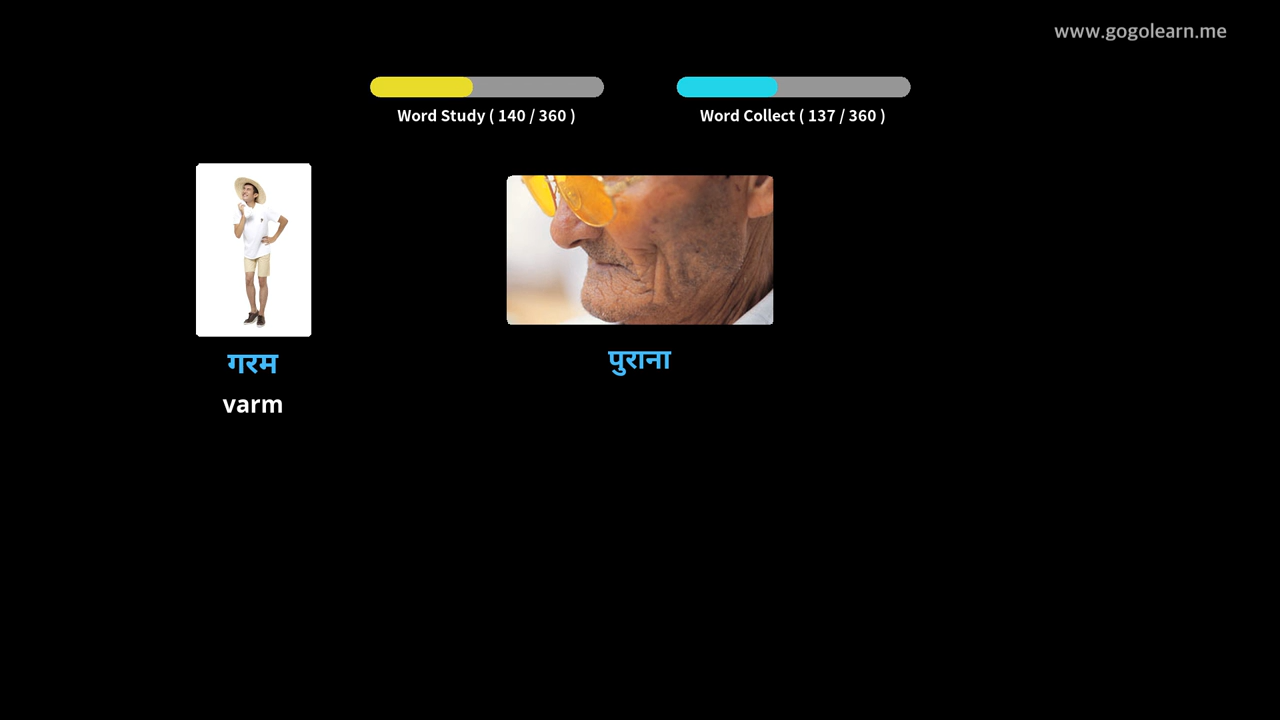 www.gogolearn.me
Word Study ( 140 / 360 )
Word Collect ( 137 / 360 )
गरम
varm
पुराना